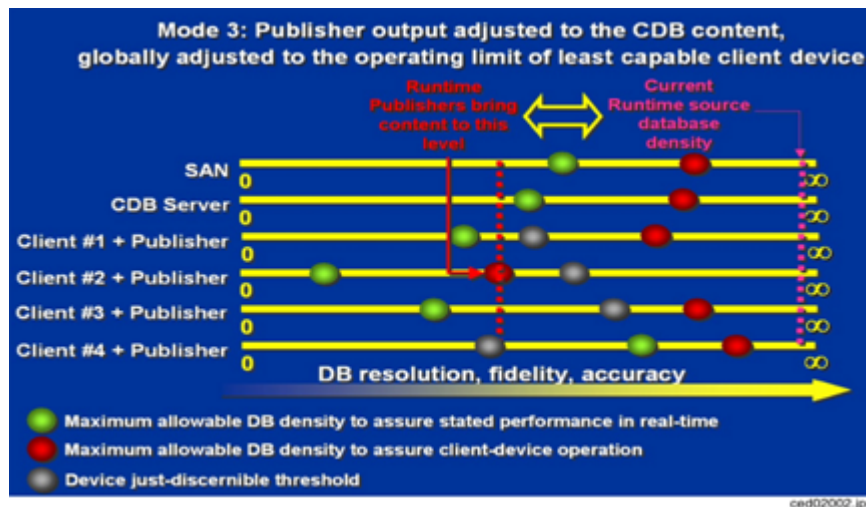 Mode 3: Publisher output adjusted to the CDB content,
globally adjusted to the operating limit of least capable client device
Runtime
Publishers bring
content to this
level
Current
Runtime source
database
density
SAN
0
∞
CDB Server
0
∞
Client #1 + Publisher
0
∞
Client #2 + Publisher
0
∞
Client #3 + Publisher
0
∞
Client #4 + Publisher
0
∞
DB resolution, fidelity, accuracy
Maximum allowable DB density to assure stated performance in real-time
Maximum allowable DB density to assure client-device operation
Device just-discernible threshold
ced02002.jp